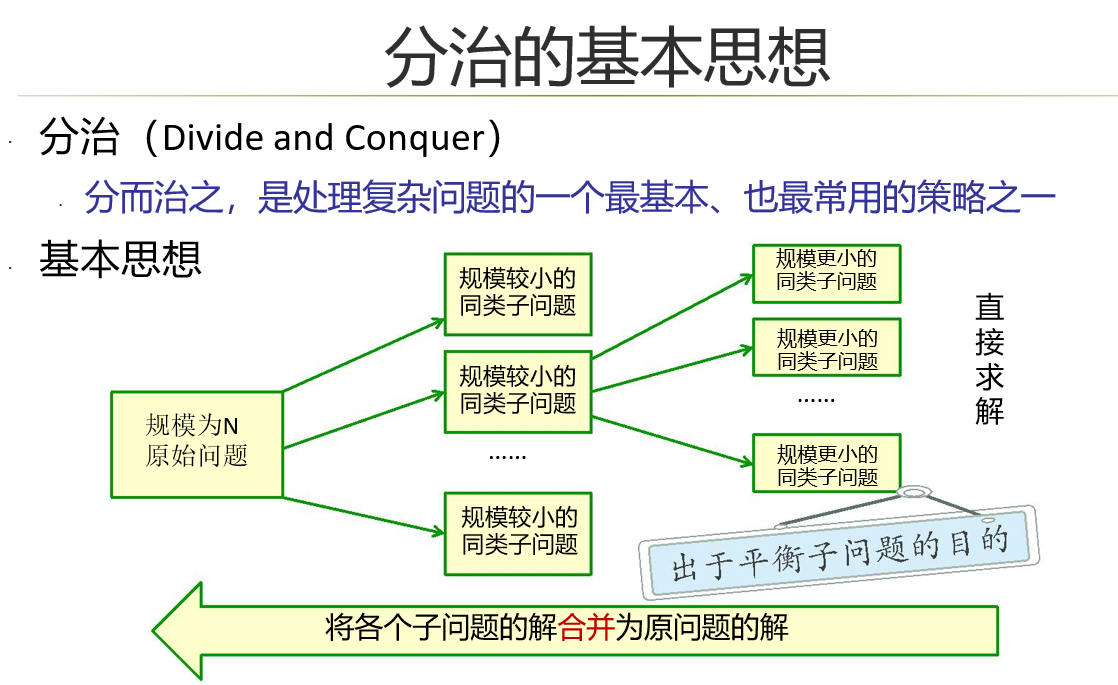 分治的基本思想
分治（Divide and Conquer）
分而治之，是处理复杂问题的一个最基本、也最常用的策略之一
基本思想
规模为N
原始问题
规模较小的
同类子问题
规模较小的
同类子问题
……
规模较小的
同类子问题
规模更小的
同类子问题
规模更小的
同类子问题
……
规模更小的
同类子问题
直接求解
出于平衡子问题的目的
将各个子问题的解合并为原问题的解